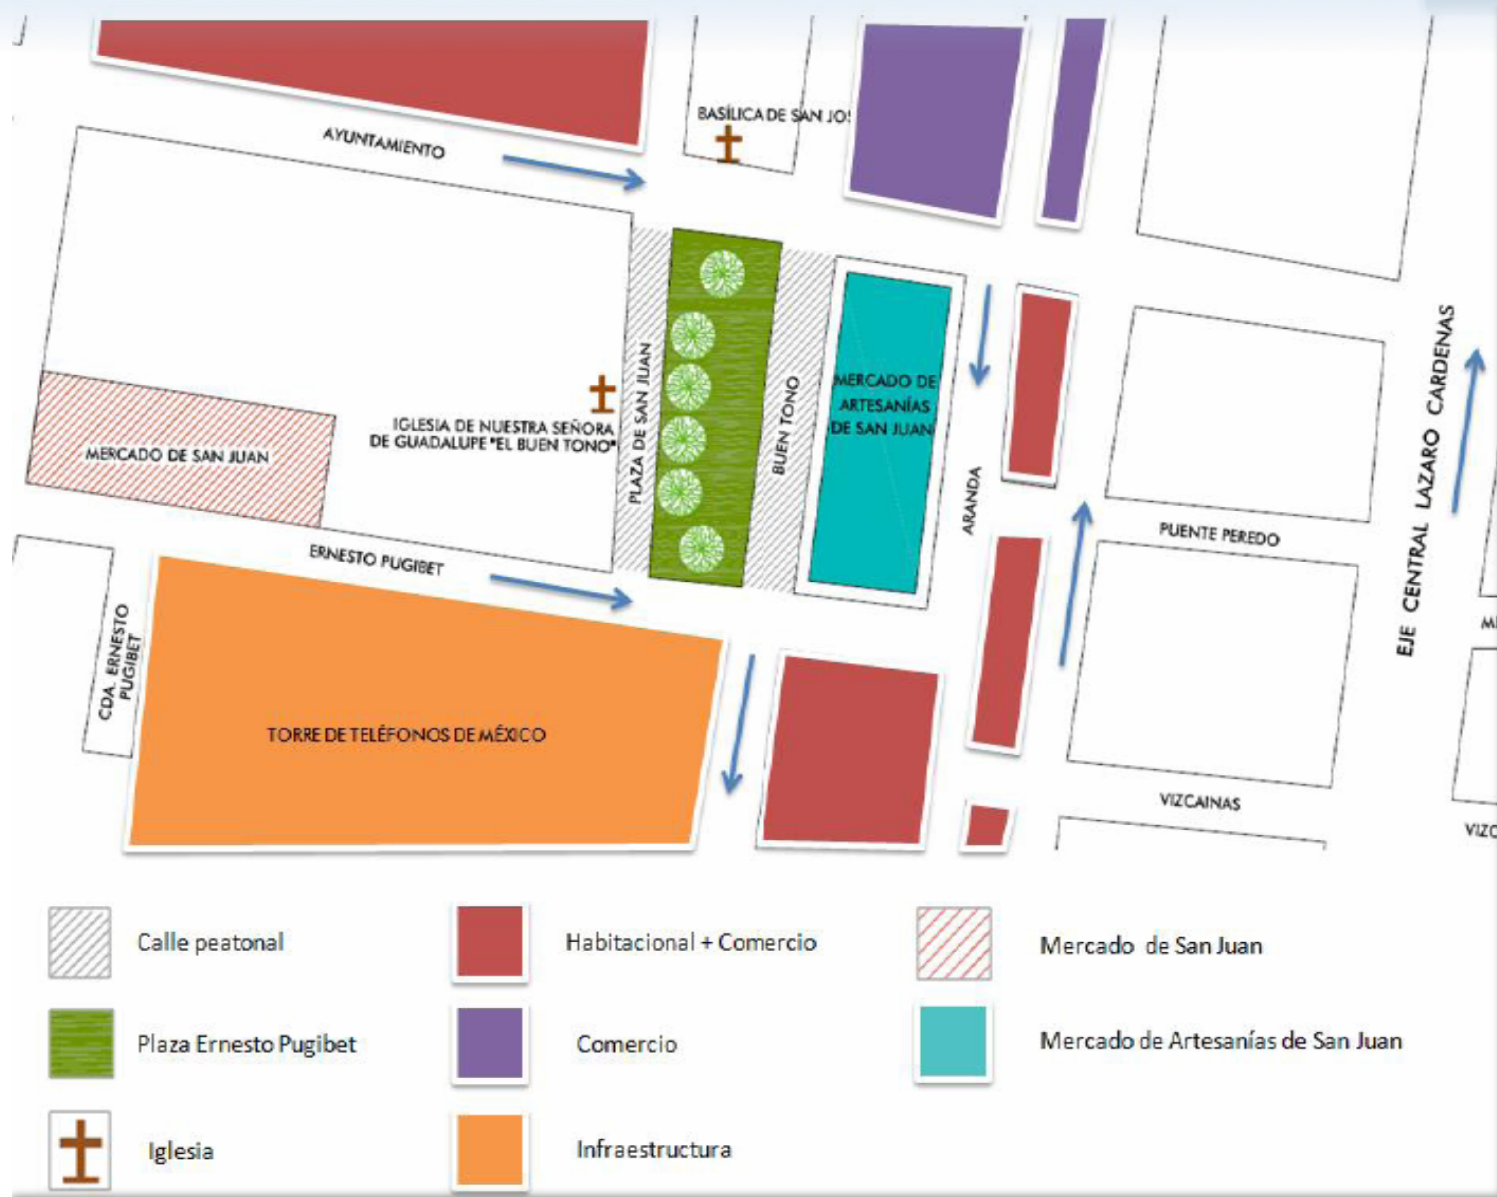 BASÍLICA DE SAN JOS
AYUNTAMIENTO
PLAZA DE SAN JUAN
BUEN TONO
MERCADO DE
ARTESANÍAS
DE SAN JUAN
IGLESIA DE NUESTRA SEÑORA
DE GUADALUPE "EL BUEN TONO"
MERCADO DE SAN JUAN
ARANDA
EJE CENTRAL LAZARO CARDENAS
PUENTE PEREDO
ERNESTO PUGIBET
CDA. ERNESTO
PUGIBET
TORRE DE TELÉFONOS DE MÉXICO
VIZCAINAS
MI
VIZC
Calle peatonal
Habitacional + Comercio
Mercado de San Juan
Plaza Ernesto Pugibet
Comercio
Mercado de Artesanías de San Juan
Iglesia
Infraestructura